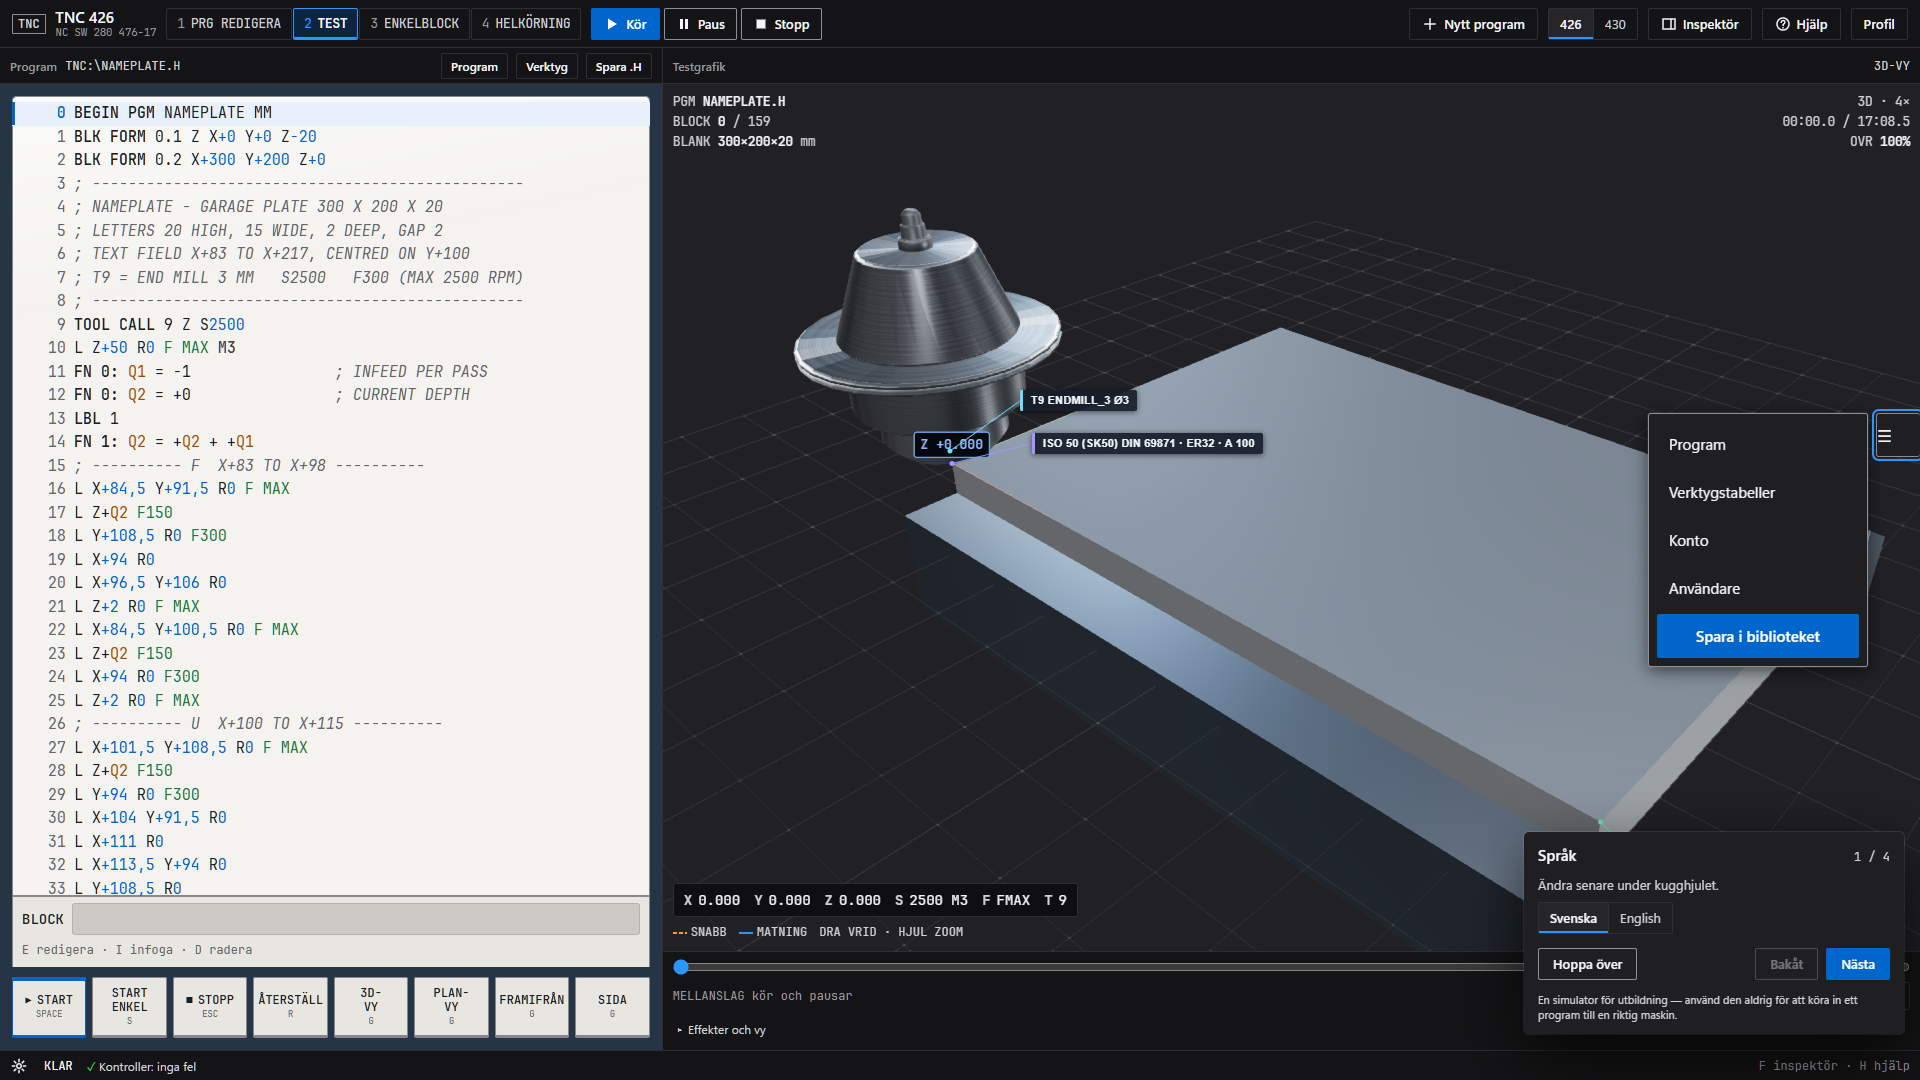 TNC TNC 426 NC SW 280 476-17 1 PRG REDIGERA 2 TEST 3 ENKELBLOCK 4 HELKÖRNING Kör Paus Stopp Nytt program 426 430 Inspektör Hjälp Profil
Program TNC:\NAMEPLATE.H Program Verktyg Spara .H
Testgrafik 3D-VY
0 BEGIN PGM NAMEPLATE MM
1 BLK FORM 0.1 Z X+0 Y+0 Z-20
2 BLK FORM 0.2 X+300 Y+200 Z+0
3 ; ------------------------------------------------
4 ; NAMEPLATE - GARAGE PLATE 300 X 200 X 20
5 ; LETTERS 20 HIGH, 15 WIDE, 2 DEEP, GAP 2
6 ; TEXT FIELD X+83 TO X+217, CENTRED ON Y+100
7 ; T9 = END MILL 3 MM   S2500   F300 (MAX 2500 RPM)
8 ; ------------------------------------------------
9 TOOL CALL 9 Z S2500
10 L Z+50 R0 F MAX M3
11 FN 0: Q1 = -1 ; INFEED PER PASS
12 FN 0: Q2 = +0 ; CURRENT DEPTH
13 LBL 1
14 FN 1: Q2 = +Q2 + +Q1
15 ; ---------- F  X+83 TO X+98 ----------
16 L X+84,5 Y+91,5 R0 F MAX
17 L Z+Q2 F150
18 L Y+108,5 R0 F300
19 L X+94 R0
20 L X+96,5 Y+106 R0
21 L Z+2 R0 F MAX
22 L X+84,5 Y+100,5 R0 F MAX
23 L Z+Q2 F150
24 L X+94 R0 F300
25 L Z+2 R0 F MAX
26 ; ---------- U  X+100 TO X+115 ----------
27 L X+101,5 Y+108,5 R0 F MAX
28 L Z+Q2 F150
29 L Y+94 R0 F300
30 L X+104 Y+91,5 R0
31 L X+111 R0
32 L X+113,5 Y+94 R0
33 L Y+108,5 R0
BLOCK
E redigera · I infoga · D radera
START SPACE
START ENKEL S
STOPP ESC
ÅTERSTÄLL R
3D-VY G
PLAN-VY G
FRAMIFRÅN G
SIDA G
PGM NAMEPLATE.H
BLOCK 0 / 159
BLANK 300×200×20 mm
3D · 4×
00:00.0 / 17:08.5
OVR 100%
T9 ENDMILL_3 Ø3
Z +0.000
ISO 50 (SK50) DIN 69871 · ER32 · A 100
Program
Verktygstabeller
Konto
Användare
Spara i biblioteket
X 0.000 Y 0.000 Z 0.000 S 2500 M3 F FMAX T 9
SNABB MATNING DRA VRID · HJUL ZOOM
MELLANSLAG kör och pausar
Effekter och vy
Språk 1 / 4
Ändra senare under kugghjulet.
Svenska English
Hoppa över Bakåt Nästa
En simulator för utbildning — använd den aldrig för att köra in ett
program till en riktig maskin.
KLAR ✓ Kontroller: inga fel
F inspektör · H hjälp